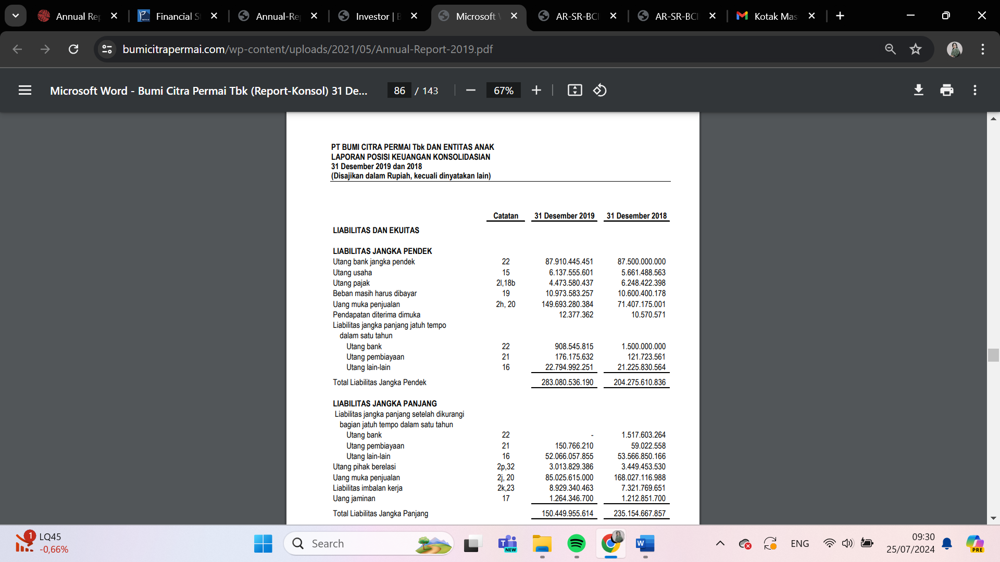 Annual Re
Financial S
Annual-Re
Investor | B
Microsoft
AR-SR-BCI
AR-SR-BCI
Kotak Mas
bumicitrapermai.com/wp-content/uploads/2021/05/Annual-Report-2019.pdf
Microsoft Word - Bumi Citra Permai Tbk (Report-Konsol) 31 De... 86 / 143 67%
PT BUMI CITRA PERMAI Tbk DAN ENTITAS ANAK
LAPORAN POSISI KEUANGAN KONSOLIDASIAN
31 Desember 2019 dan 2018
(Disajikan dalam Rupiah, kecuali dinyatakan lain)
Catatan 31 Desember 2019 31 Desember 2018
LIABILITAS DAN EKUITAS
LIABILITAS JANGKA PENDEK
Utang bank jangka pendek 22 87.910.445.451 87.500.000.000
Utang usaha 15 6.137.555.601 5.661.488.563
Utang pajak 2l,18b 4.473.580.437 6.248.422.398
Beban masih harus dibayar 19 10.973.583.257 10.600.400.178
Uang muka penjualan 2h, 20 149.693.280.384 71.407.175.001
Pendapatan diterima dimuka 12.377.362 10.570.571
Liabilitas jangka panjang jatuh tempo
dalam satu tahun
Utang bank 22 908.545.815 1.500.000.000
Utang pembiayaan 21 176.175.632 121.723.561
Utang lain-lain 16 22.794.992.251 21.225.830.564
Total Liabilitas Jangka Pendek 283.080.536.190 204.275.610.836
LIABILITAS JANGKA PANJANG
Liabilitas jangka panjang setelah dikurangi
bagian jatuh tempo dalam satu tahun
Utang bank 22 - 1.517.603.264
Utang pembiayaan 21 150.766.210 59.022.558
Utang lain-lain 16 52.066.057.855 53.566.850.166
Utang pihak berelasi 2p,32 3.013.829.386 3.449.453.530
Uang muka penjualan 2j, 20 85.025.615.000 168.027.116.988
Liabilitas imbalan kerja 2k,23 8.929.340.463 7.321.769.651
Uang jaminan 17 1.264.346.700 1.212.851.700
Total Liabilitas Jangka Panjang 150.449.955.614 235.154.667.857
1 LQ45
-0,66%
Search
NEW
ENG
09:30
25/07/2024
PRE